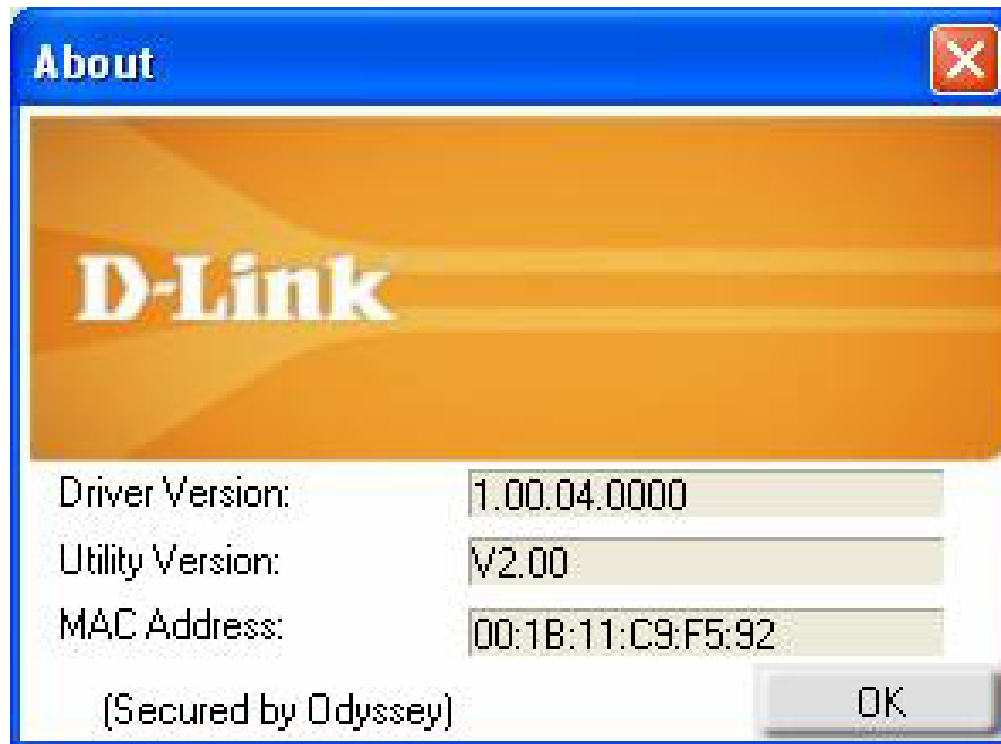 About
D-Link
Driver Version: 1.00.04.0000
Utility Version: V2.00
MAC Address: 00:1B:11:C9:F5:92
(Secured by Odyssey) OK